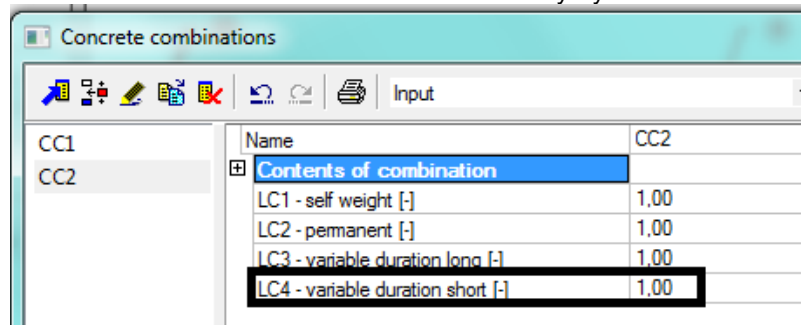 Concrete combinations
Input
CC1
CC2
Name CC2
Contents of combination
LC1 - self weight [-] 1,00
LC2 - permanent [-] 1,00
LC3 - variable duration long [-] 1,00
LC4 - variable duration short [-] 1,00